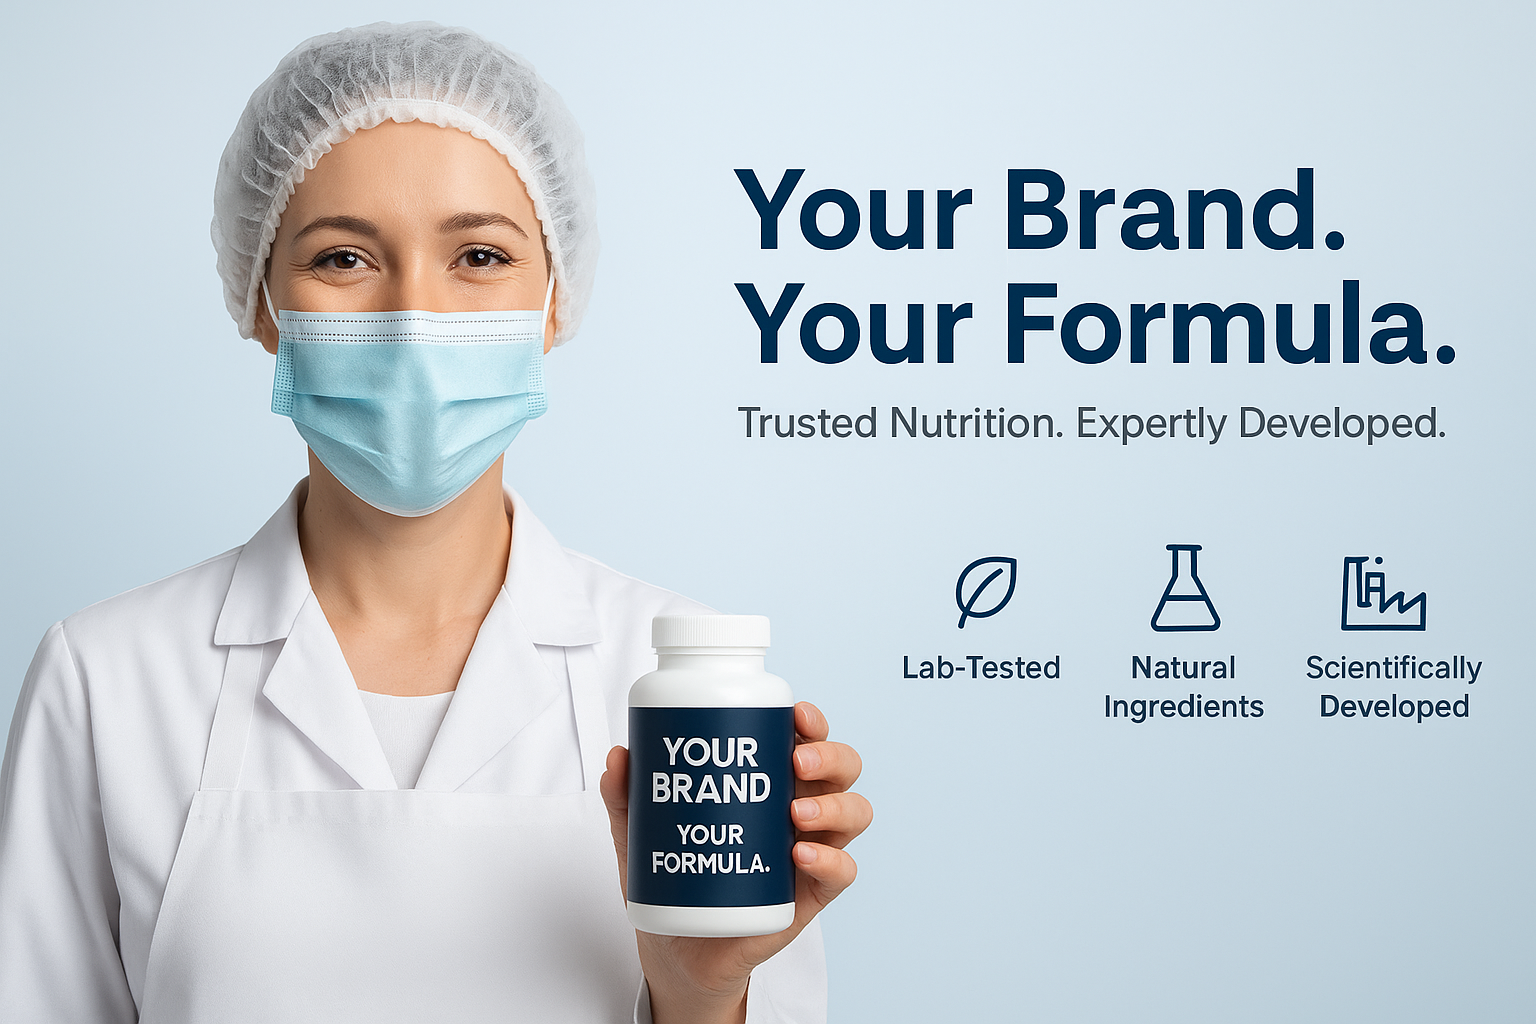 Your Brand.
Your Formula.
Trusted Nutrition. Expertly Developed.
Lab-Tested
Natural
Ingredients
Scientifically
Developed
YOUR
BRAND
YOUR
FORMULA.